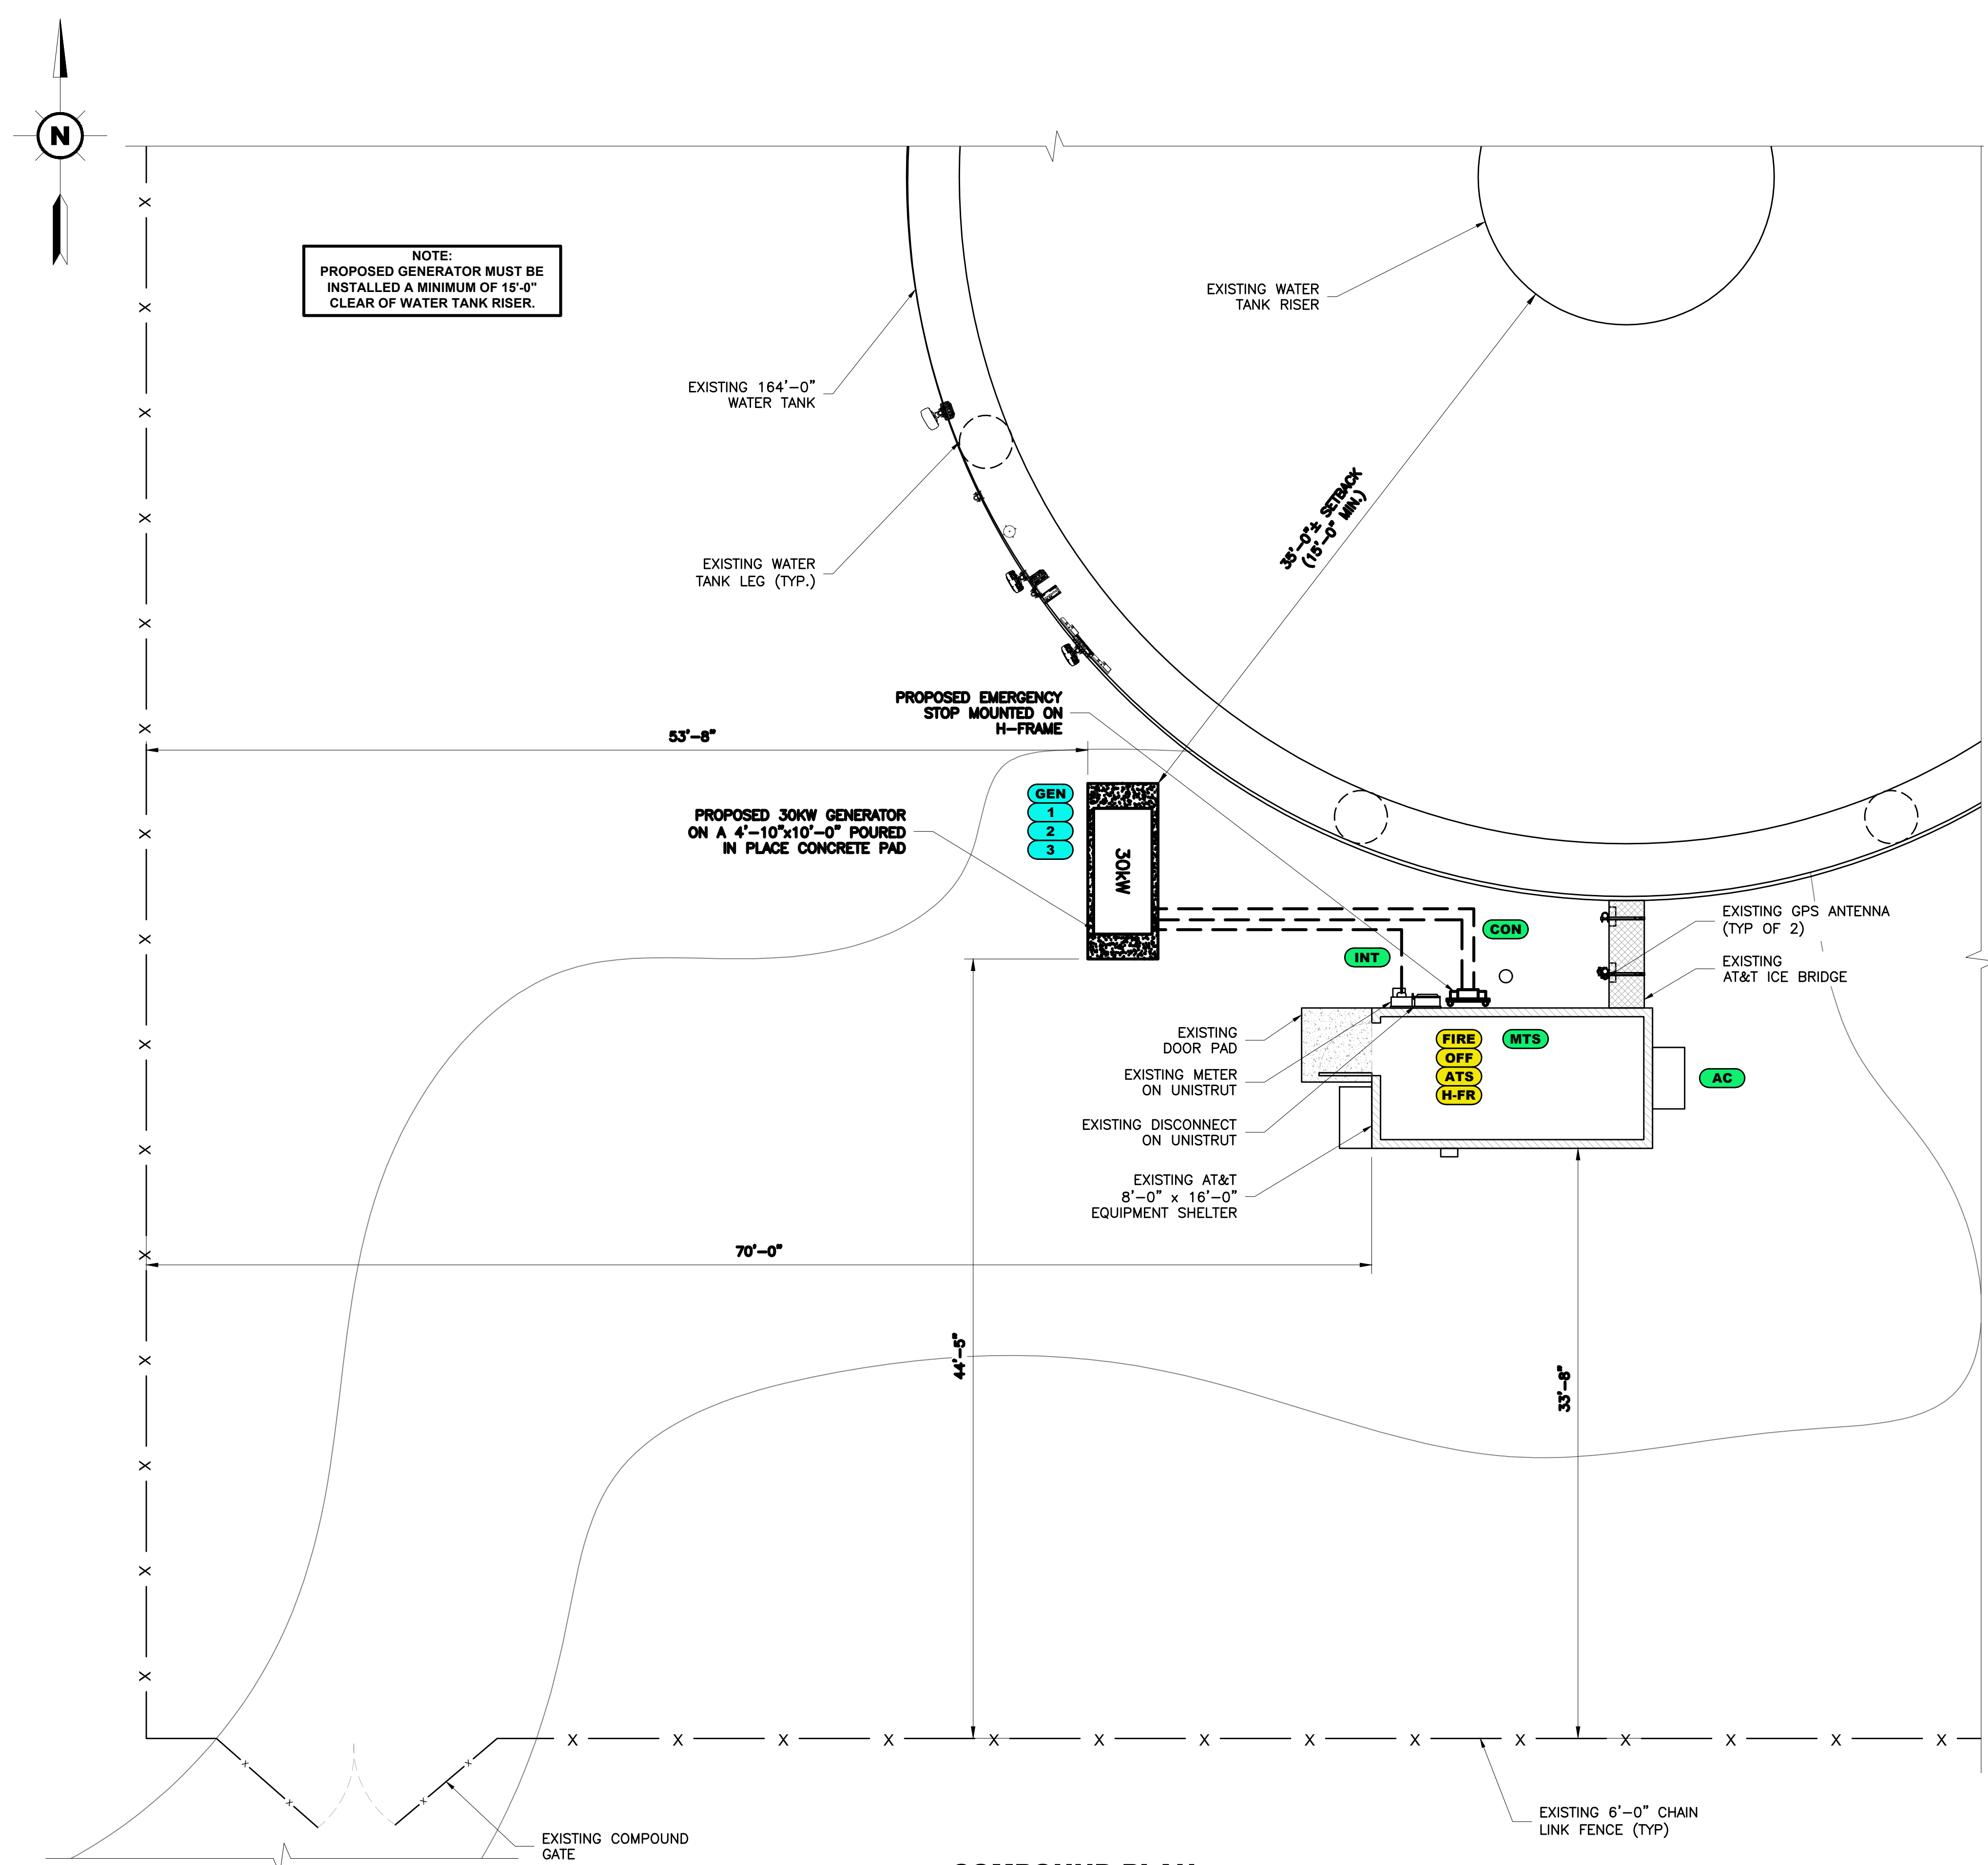 N
NOTE:
PROPOSED GENERATOR MUST BE
INSTALLED A MINIMUM OF 15'-0"
CLEAR OF WATER TANK RISER.
EXISTING WATER
TANK RISER
EXISTING 164'-0"
WATER TANK
35'-0"± SETBACK
(15'-0" MIN.)
EXISTING WATER
TANK LEG (TYP.)
PROPOSED EMERGENCY
STOP MOUNTED ON
H-FRAME
53'-8"
GEN
1
2
3
PROPOSED 30KW GENERATOR
ON A 4'-10"x10'-0" POURED
IN PLACE CONCRETE PAD
30KW
CON
INT
EXISTING GPS ANTENNA
(TYP OF 2)
EXISTING
AT&T ICE BRIDGE
EXISTING
DOOR PAD
FIRE
OFF
ATS
H-FR
MTS
AC
EXISTING METER
ON UNISTRUT
EXISTING DISCONNECT
ON UNISTRUT
EXISTING AT&T
8'-0" x 16'-0"
EQUIPMENT SHELTER
70'-0"
44'-5"
33'-8"
EXISTING 6'-0" CHAIN
LINK FENCE (TYP)
EXISTING COMPOUND
GATE
COMPOUND PLAN